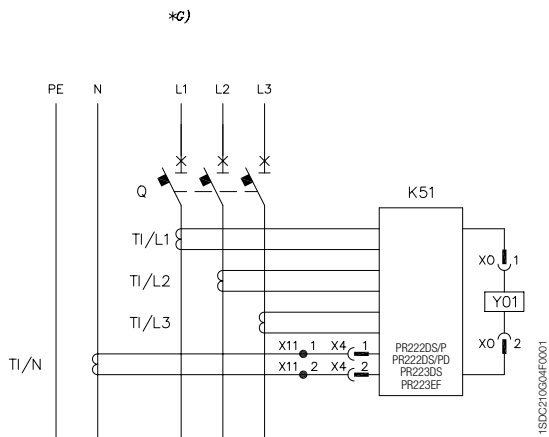 *G)
PE N L1 L2 L3
Q
K51
TI/L1
X0 1
TI/L2
Y01
TI/L3
X0 2
X11 1 X4 1
TI/N
X11 2 X4 2
PR222DS/P
PR222DS/PD
PR223DS
PR223EF
1SDC210G04F0001